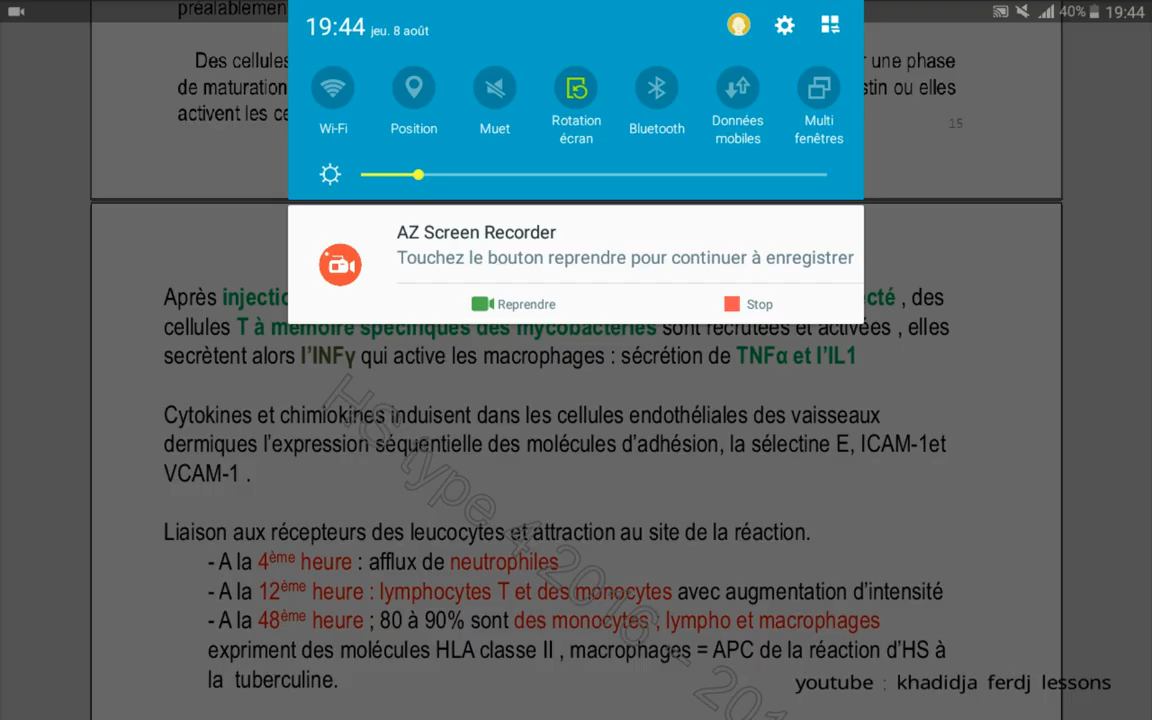 40% 19:44
préalablemen
Des cellules
une phase
de maturation
stin ou elles
activent les ce
15
19:44 jeu. 8 août
Wi-Fi
Position
Muet
Rotation
écran
Bluetooth
Données
mobiles
Multi
fenêtres
AZ Screen Recorder
Touchez le bouton reprendre pour continuer à enregistrer
Reprendre
Stop
Après injectio
cté , des
cellules T à mémoire spécifiques des mycobactéries sont recrutées et activées , elles
secrètent alors l’INFγ qui active les macrophages : sécrétion de TNFα et l’IL1
Cytokines et chimiokines induisent dans les cellules endothéliales des vaisseaux
dermiques l’expression séquentielle des molécules d’adhésion, la sélectine E, ICAM-1et
VCAM-1 .
Liaison aux récepteurs des leucocytes et attraction au site de la réaction.
- A la 4ème heure : afflux de neutrophiles
- A la 12ème heure : lymphocytes T et des monocytes avec augmentation d’intensité
- A la 48ème heure ; 80 à 90% sont des monocytes , lympho et macrophages
expriment des molécules HLA classe II , macrophages = APC de la réaction d’HS à
la tuberculine.
HS type 4 2016 - 201
youtube : khadidja ferdj lessons